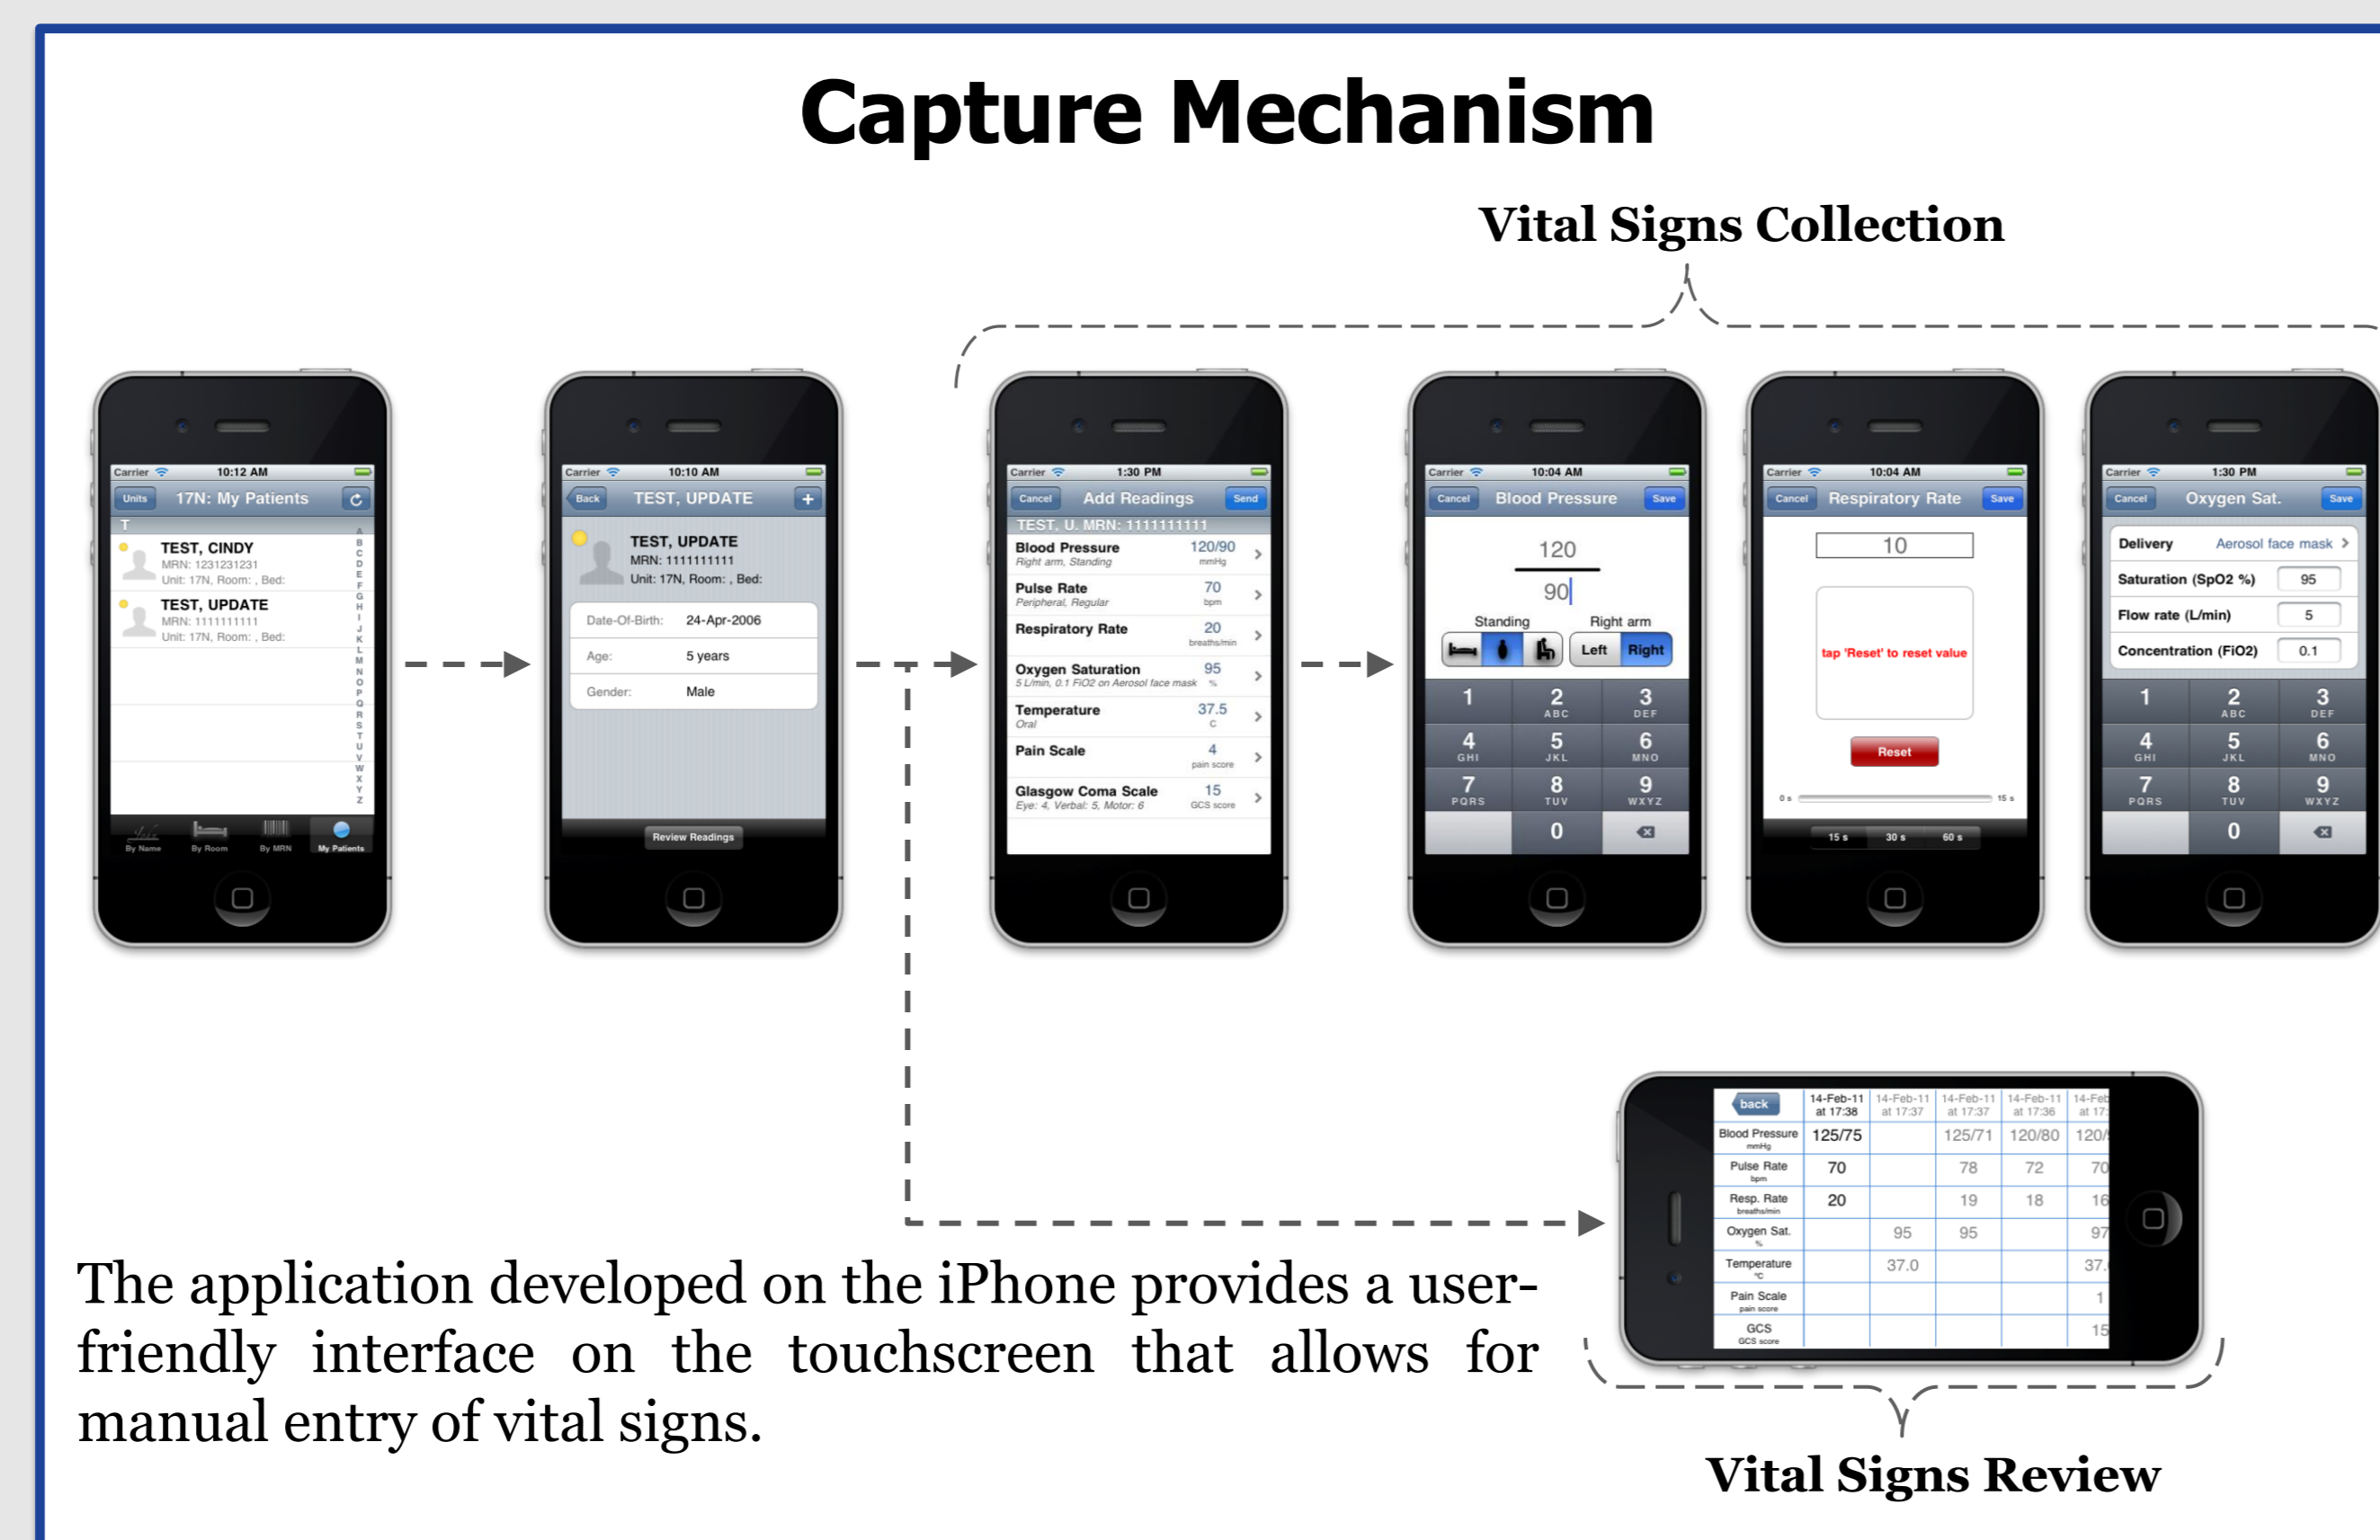 Capture Mechanism
Vital Signs Collection
Carrier 10:12 AM
Units 17N: My Patients
T
TEST, CINDY
MRN: 1231231231
Unit: 17N, Room: , Bed:
TEST, UPDATE
MRN: 1111111111
Unit: 17N, Room: , Bed:
A
B
C
D
E
F
G
H
I
J
K
L
M
N
O
P
Q
R
S
T
U
V
W
X
Y
Z
By Name By Room By MRN My Patients
Carrier 10:10 AM
Back TEST, UPDATE +
TEST, UPDATE
MRN: 1111111111
Unit: 17N, Room: , Bed:
Date-Of-Birth: 24-Apr-2006
Age: 5 years
Gender: Male
Review Readings
Carrier 1:30 PM
Cancel Add Readings Send
TEST, U. MRN: 1111111111
Blood Pressure 120/90
Right arm, Standing mmHg
Pulse Rate 70
Peripheral, Regular bpm
Respiratory Rate 20
breaths/min
Oxygen Saturation 95
5 L/min, 0.1 FiO2 on Aerosol face mask %
Temperature 37.5
Oral C
Pain Scale 4
pain score
Glasgow Coma Scale 15
Eye: 4, Verbal: 5, Motor: 6 GCS score
Carrier 10:04 AM
Cancel Blood Pressure Save
120
90
Standing Right arm
Left Right
1 2 3
ABC DEF
4 5 6
GHI JKL MNO
7 8 9
PQRS TUV WXYZ
0
Carrier 10:04 AM
Cancel Respiratory Rate Save
10
tap 'Reset' to reset value
Reset
0 s 15 s
15 s 30 s 60 s
Carrier 1:30 PM
Cancel Oxygen Sat. Save
Delivery Aerosol face mask >
Saturation (SpO2 %) 95
Flow rate (L/min) 5
Concentration (FiO2) 0.1
1 2 3
ABC DEF
4 5 6
GHI JKL MNO
7 8 9
PQRS TUV WXYZ
0
back 14-Feb-11 14-Feb-11 14-Feb-11 14-Feb-11 14-Feb
at 17:38 at 17:37 at 17:37 at 17:36 at 17:
Blood Pressure 125/75 125/71 120/80 120/
mmHg
Pulse Rate 70 78 72 70
bpm
Resp. Rate 20 19 18 16
breaths/min
Oxygen Sat. 95 95 97
%
Temperature 37.0 37.
°C
Pain Scale 1
pain score
GCS 15
GCS score
The application developed on the iPhone provides a user-
friendly interface on the touchscreen that allows for
manual entry of vital signs.
Vital Signs Review